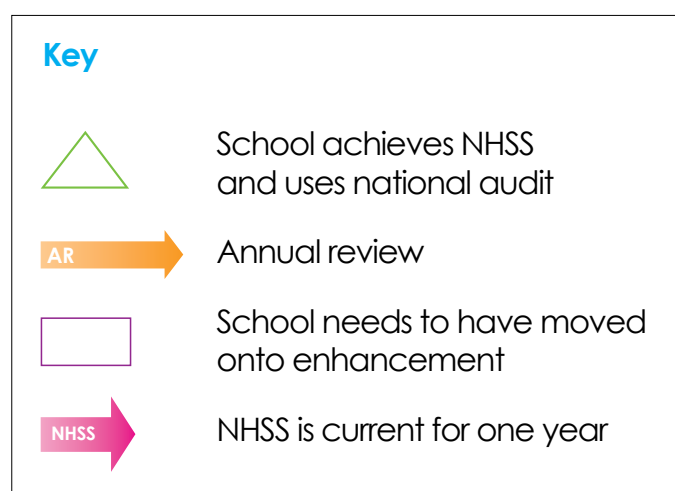 Key
School achieves NHSS
and uses national audit
AR
Annual review
School needs to have moved
onto enhancement
NHSS
NHSS is current for one year